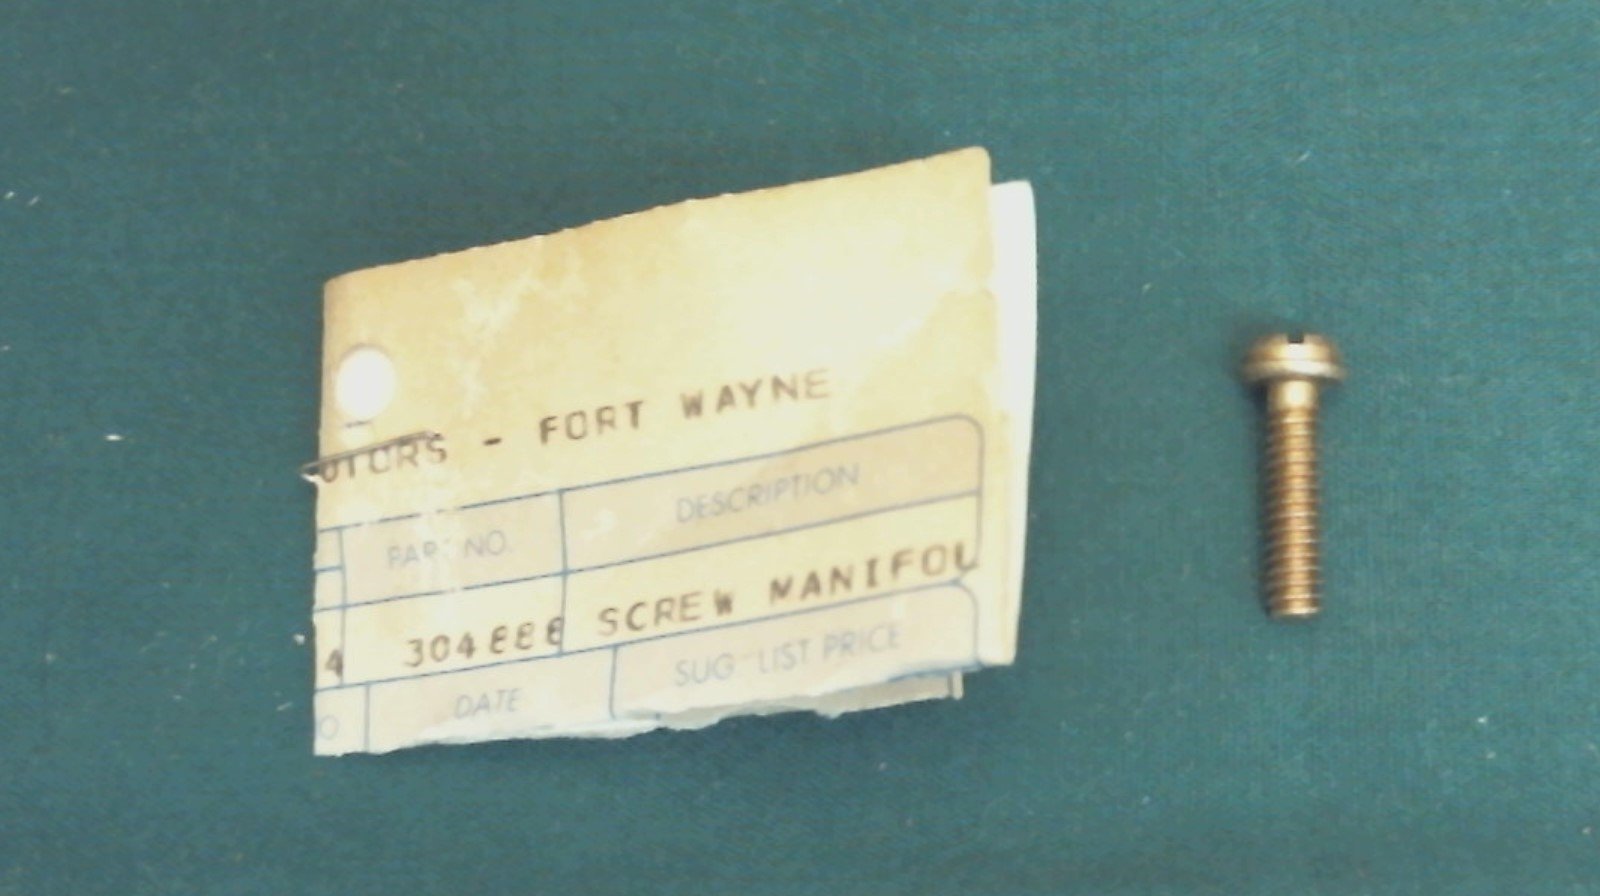 OTORS - FORT WAYNE
PART NO. DESCRIPTION
4 304888 SCREW MANIFOL
O DATE SUG LIST PRICE